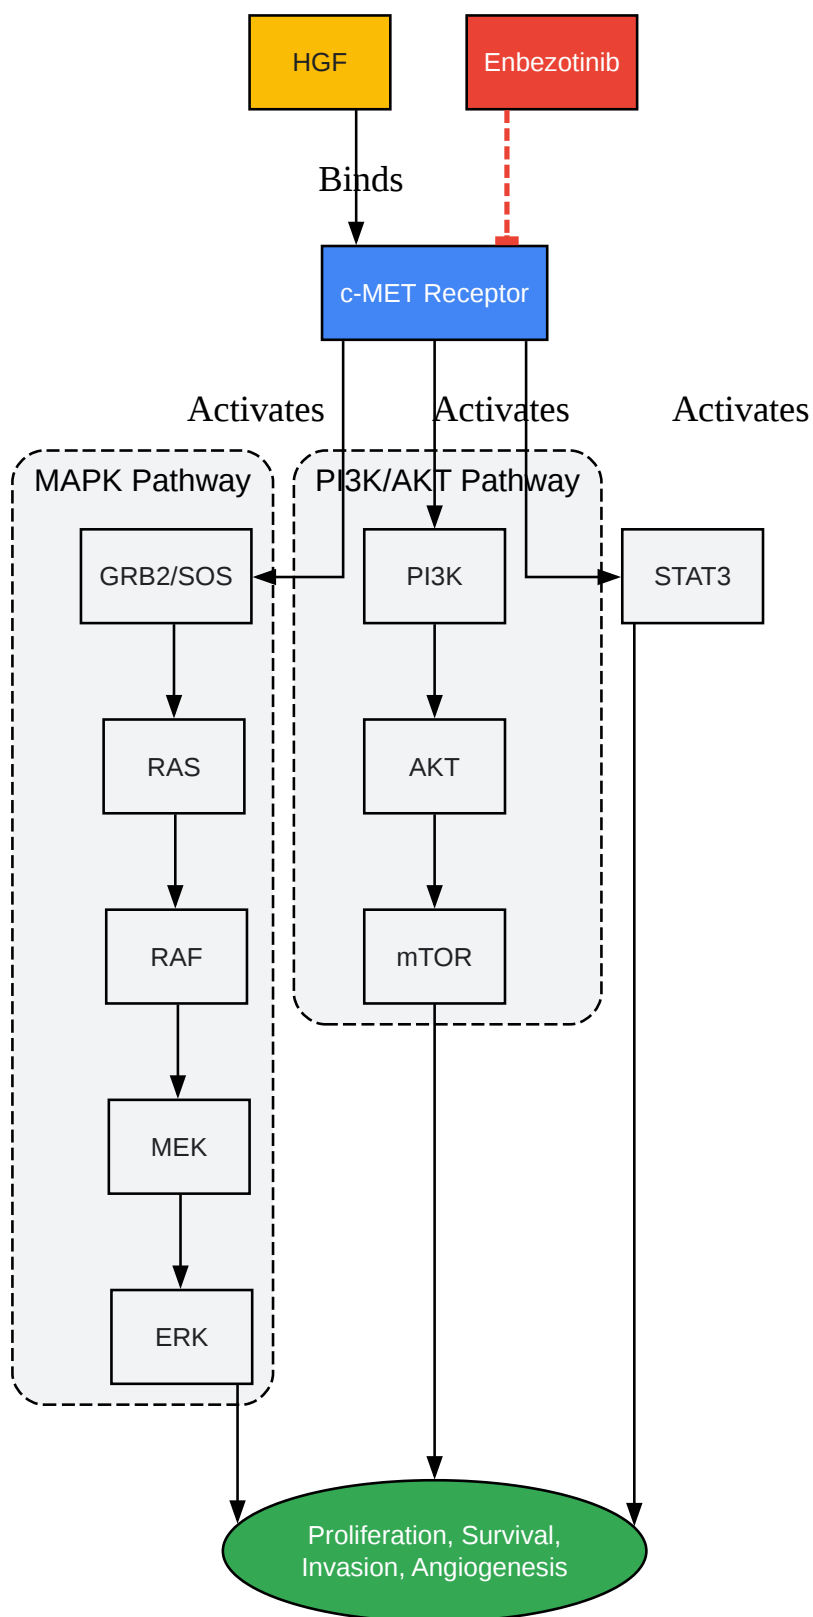 HGF
Enbezotinib
Binds
c-MET Receptor
Activates
Activates
Activates
MAPK Pathway
PI3K/AKT Pathway
GRB2/SOS
PI3K
STAT3
RAS
AKT
RAF
mTOR
MEK
ERK
Proliferation, Survival,
Invasion, Angiogenesis